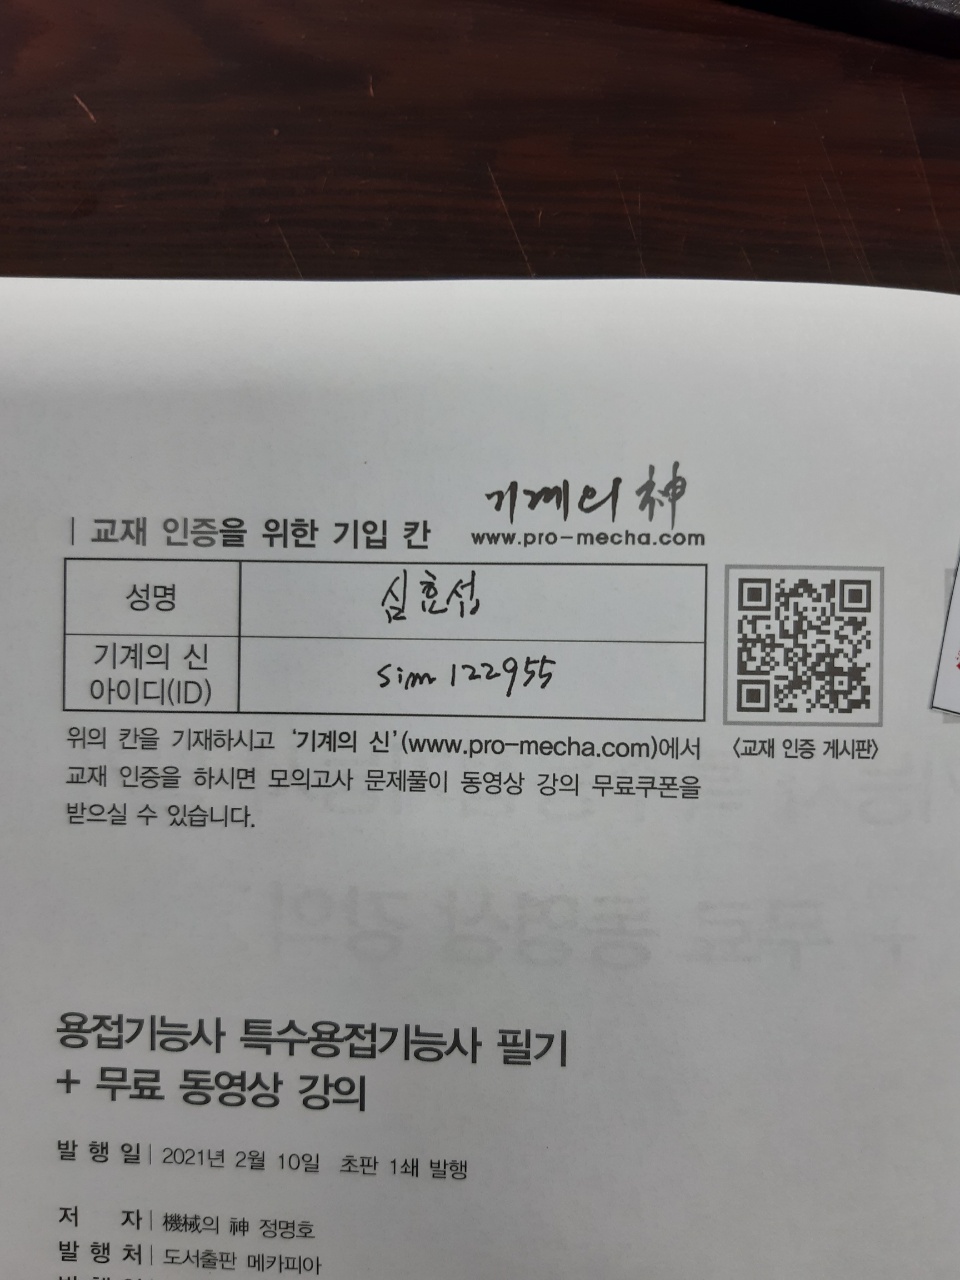 기계의 神
| 교재 인증을 위한 기입 칸
www.pro-mecha.com
성명 심효섭
기계의 신
아이디(ID) sim122955
위의 칸을 기재하시고 '기계의 신'(www.pro-mecha.com)에서
〈교재 인증 게시판〉
교재 인증을 하시면 모의고사 문제풀이 동영상 강의 무료쿠폰을
받으실 수 있습니다.
용접기능사 특수용접기능사 필기
+ 무료 동영상 강의
발 행 일 | 2021년 2월 10일 초판 1쇄 발행
저 자 | 機械의 神 정명호
발 행 처 | 도서출판 메카피아